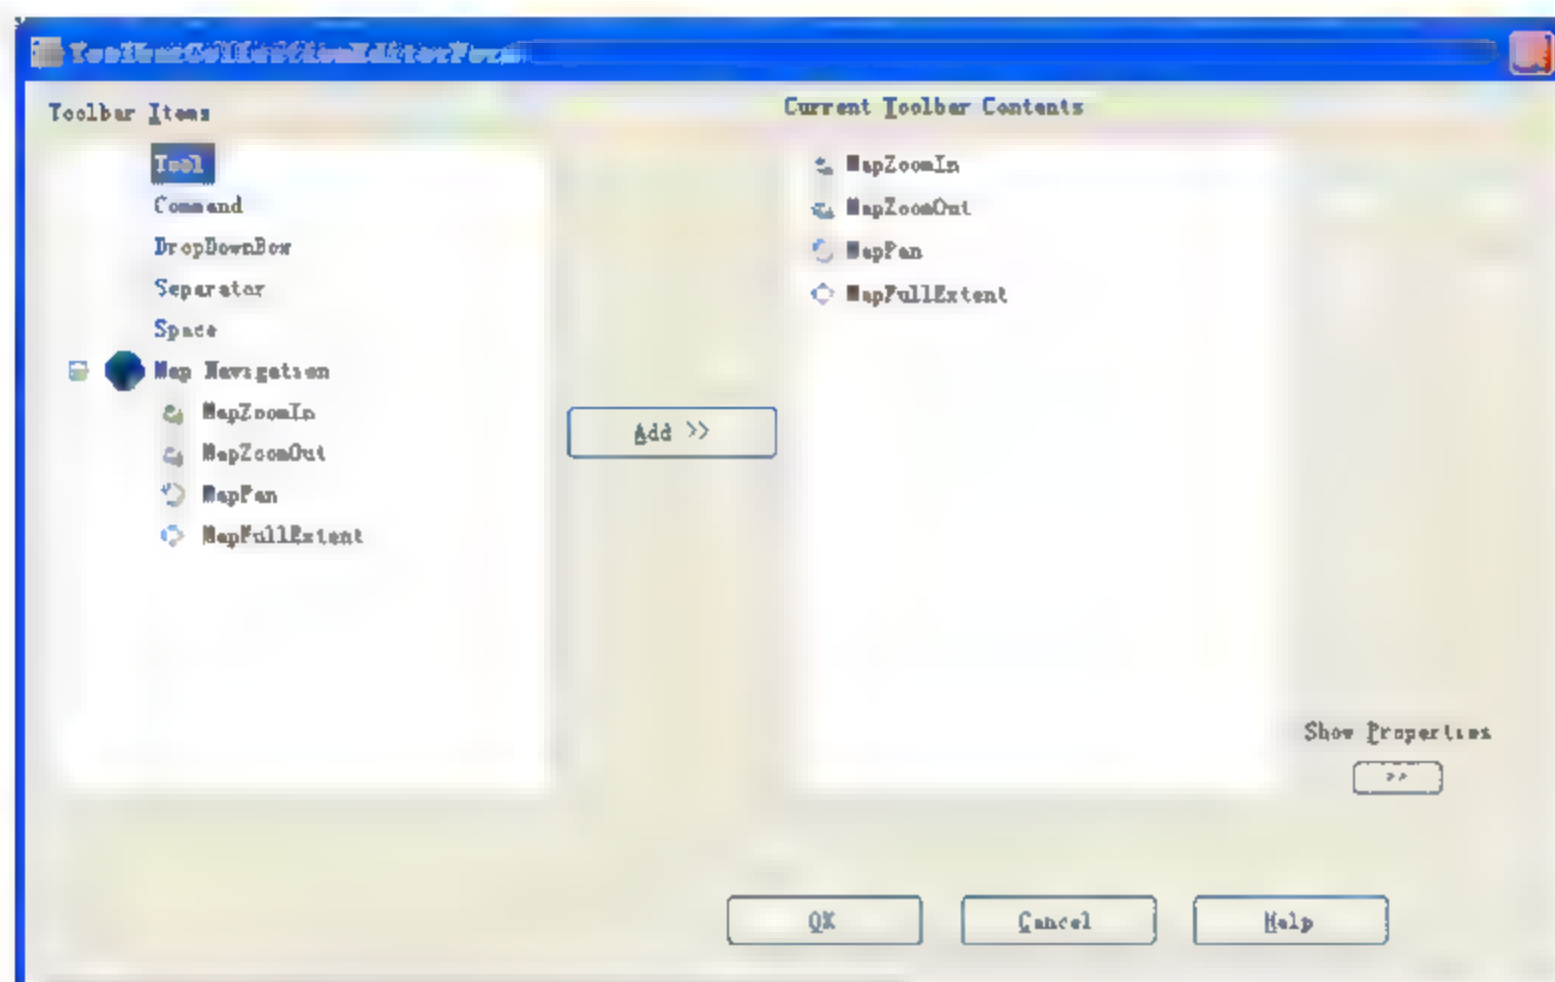 ToolItemCollectionEditorForm
Toolbar Items
Tool
Command
DropDownBox
Separator
Space
Map Navigation
MapZoomIn
MapZoomOut
MapPan
MapFullExtent
Add >>
Current Toolbar Contents
MapZoomIn
MapZoomOut
MapPan
MapFullExtent
Show Properties
>>
OK
Cancel
Help